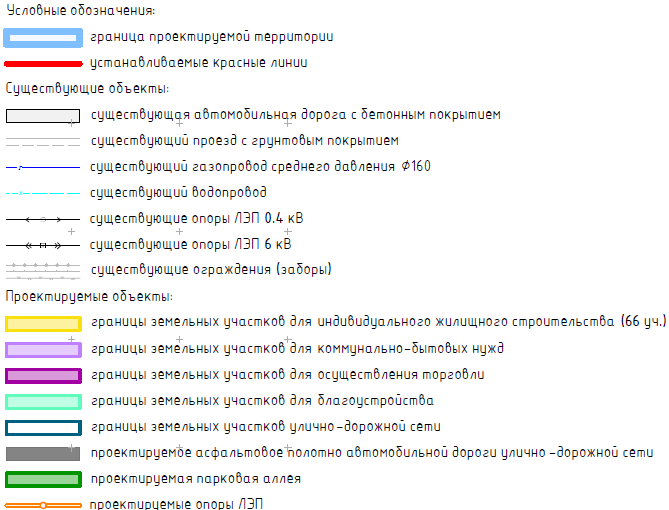 Условные обозначения:
граница проектируемой территории
устанавливаемые красные линии
Существующие объекты:
существующая автомобильная дорога с бетонным покрытием
существующий проезд с грунтовым покрытием
существующий газопровод среднего давления Ф160
существующий водопровод
существующие опоры ЛЭП 0.4 кВ
существующие опоры ЛЭП 6 кВ
существующие ограждения (заборы)
Проектируемые объекты:
границы земельных участков для индивидуального жилищного строительства (66 уч.)
границы земельных участков для коммунально-бытовых нужд
границы земельных участков для осуществления торговли
границы земельных участков для благоустройства
границы земельных участков улично-дорожной сети
проектируемое асфальтовое полотно автомобильной дороги улично-дорожной сети
проектируемая парковая аллея
проектируемые опоры ЛЭП